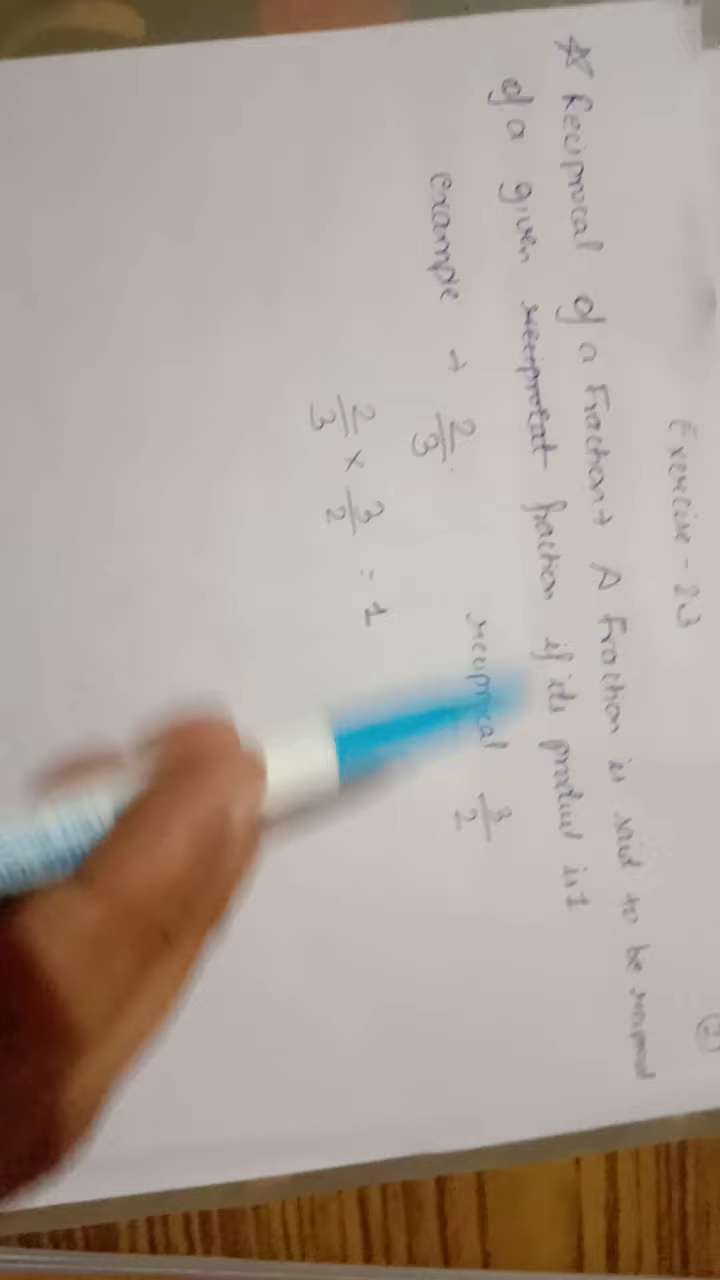 Exercise - 23
(2)
* Reciprocal of a Fraction → A Fraction is said to be reciprocal
of a given reciprocal fraction if its product is 1
example → 2/3 reciprocal 3/2
2/3 × 3/2 = 1